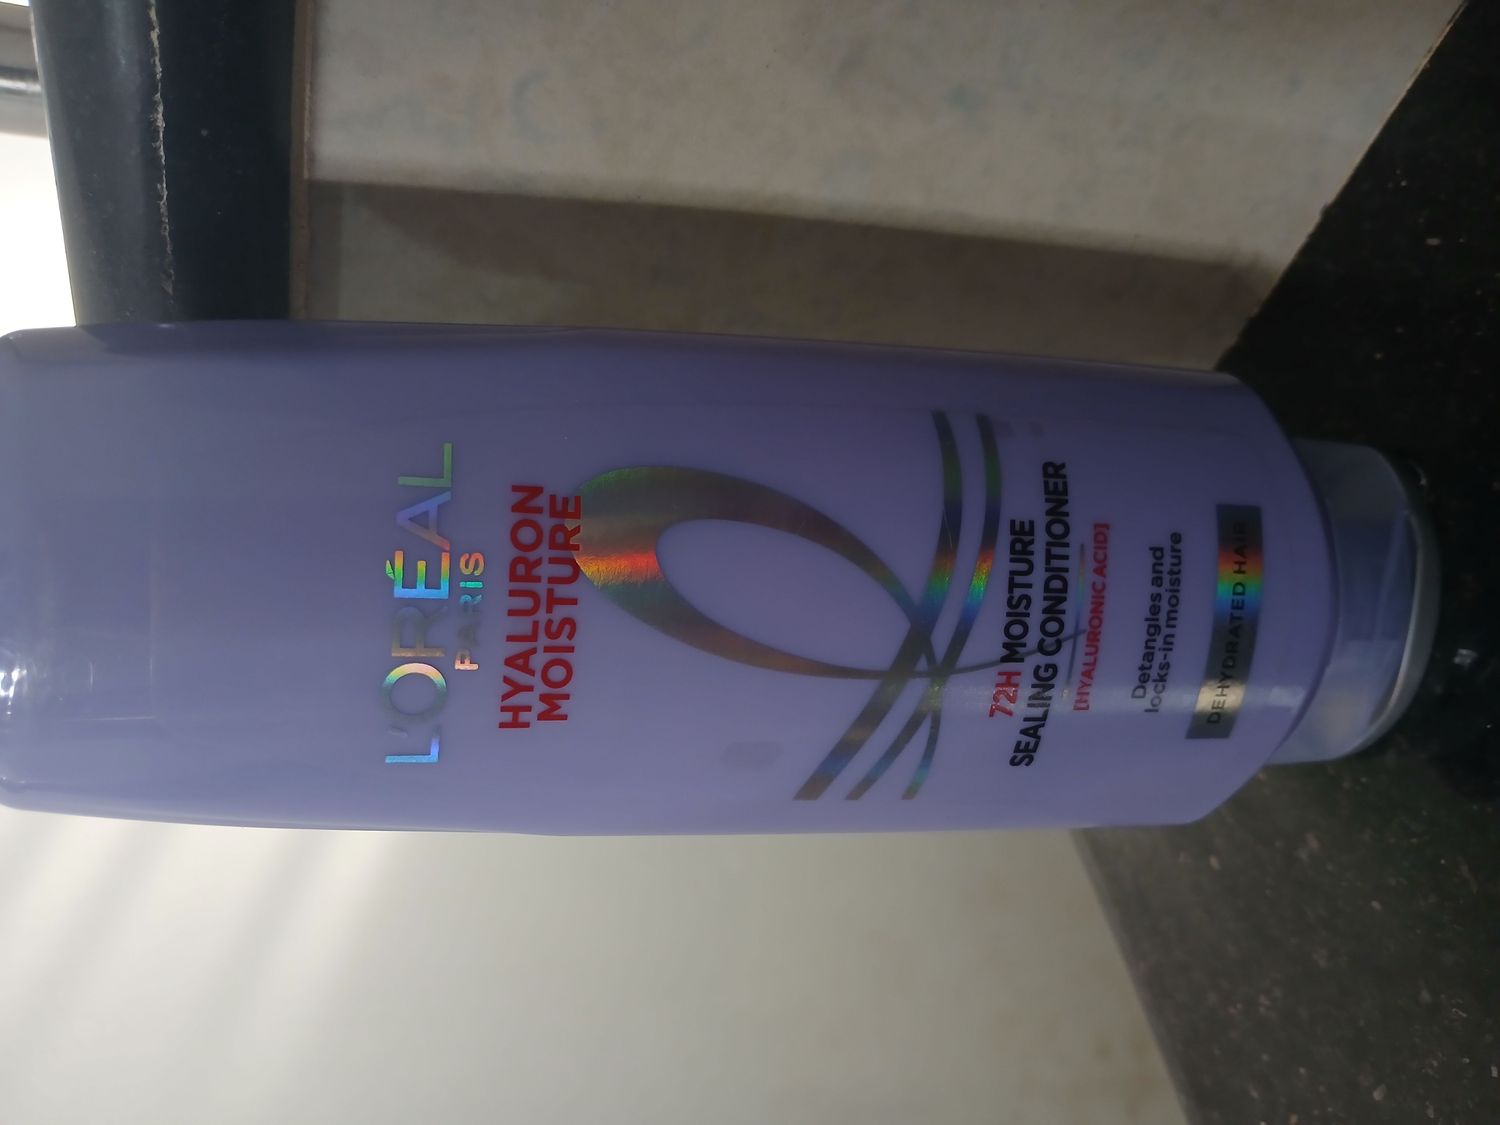 L'ORÉAL
PARIS
HYALURON
MOISTURE
72H MOISTURE
SEALING CONDITIONER
[HYALURONIC ACID]
Detangles and
locks-in moisture
DEHYDRATED HAIR